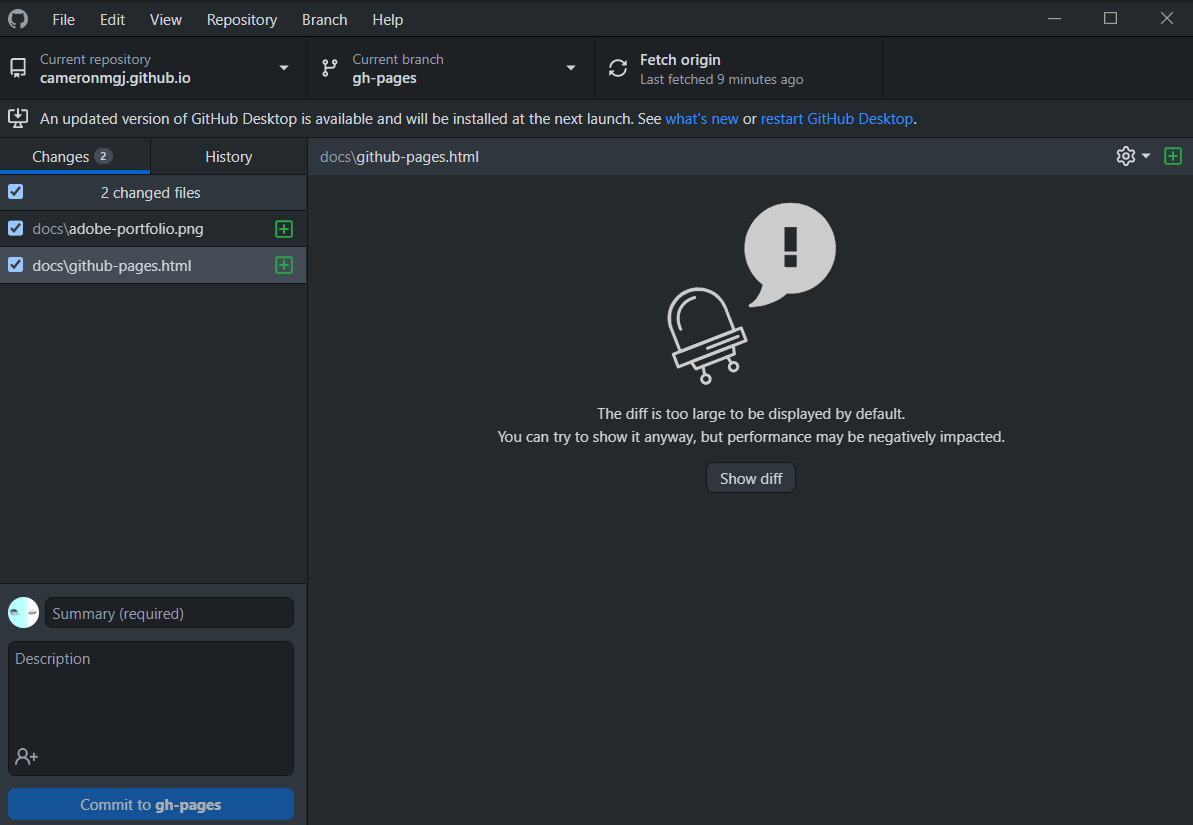 File Edit View Repository Branch Help
Current repository
cameronmgj.github.io
Current branch
gh-pages
Fetch origin
Last fetched 9 minutes ago
An updated version of GitHub Desktop is available and will be installed at the next launch. See what's new or restart GitHub Desktop.
Changes 2
History
docs\github-pages.html
2 changed files
docs\adobe-portfolio.png
docs\github-pages.html
!
The diff is too large to be displayed by default.
You can try to show it anyway, but performance may be negatively impacted.
Show diff
Summary (required)
Description
Commit to gh-pages